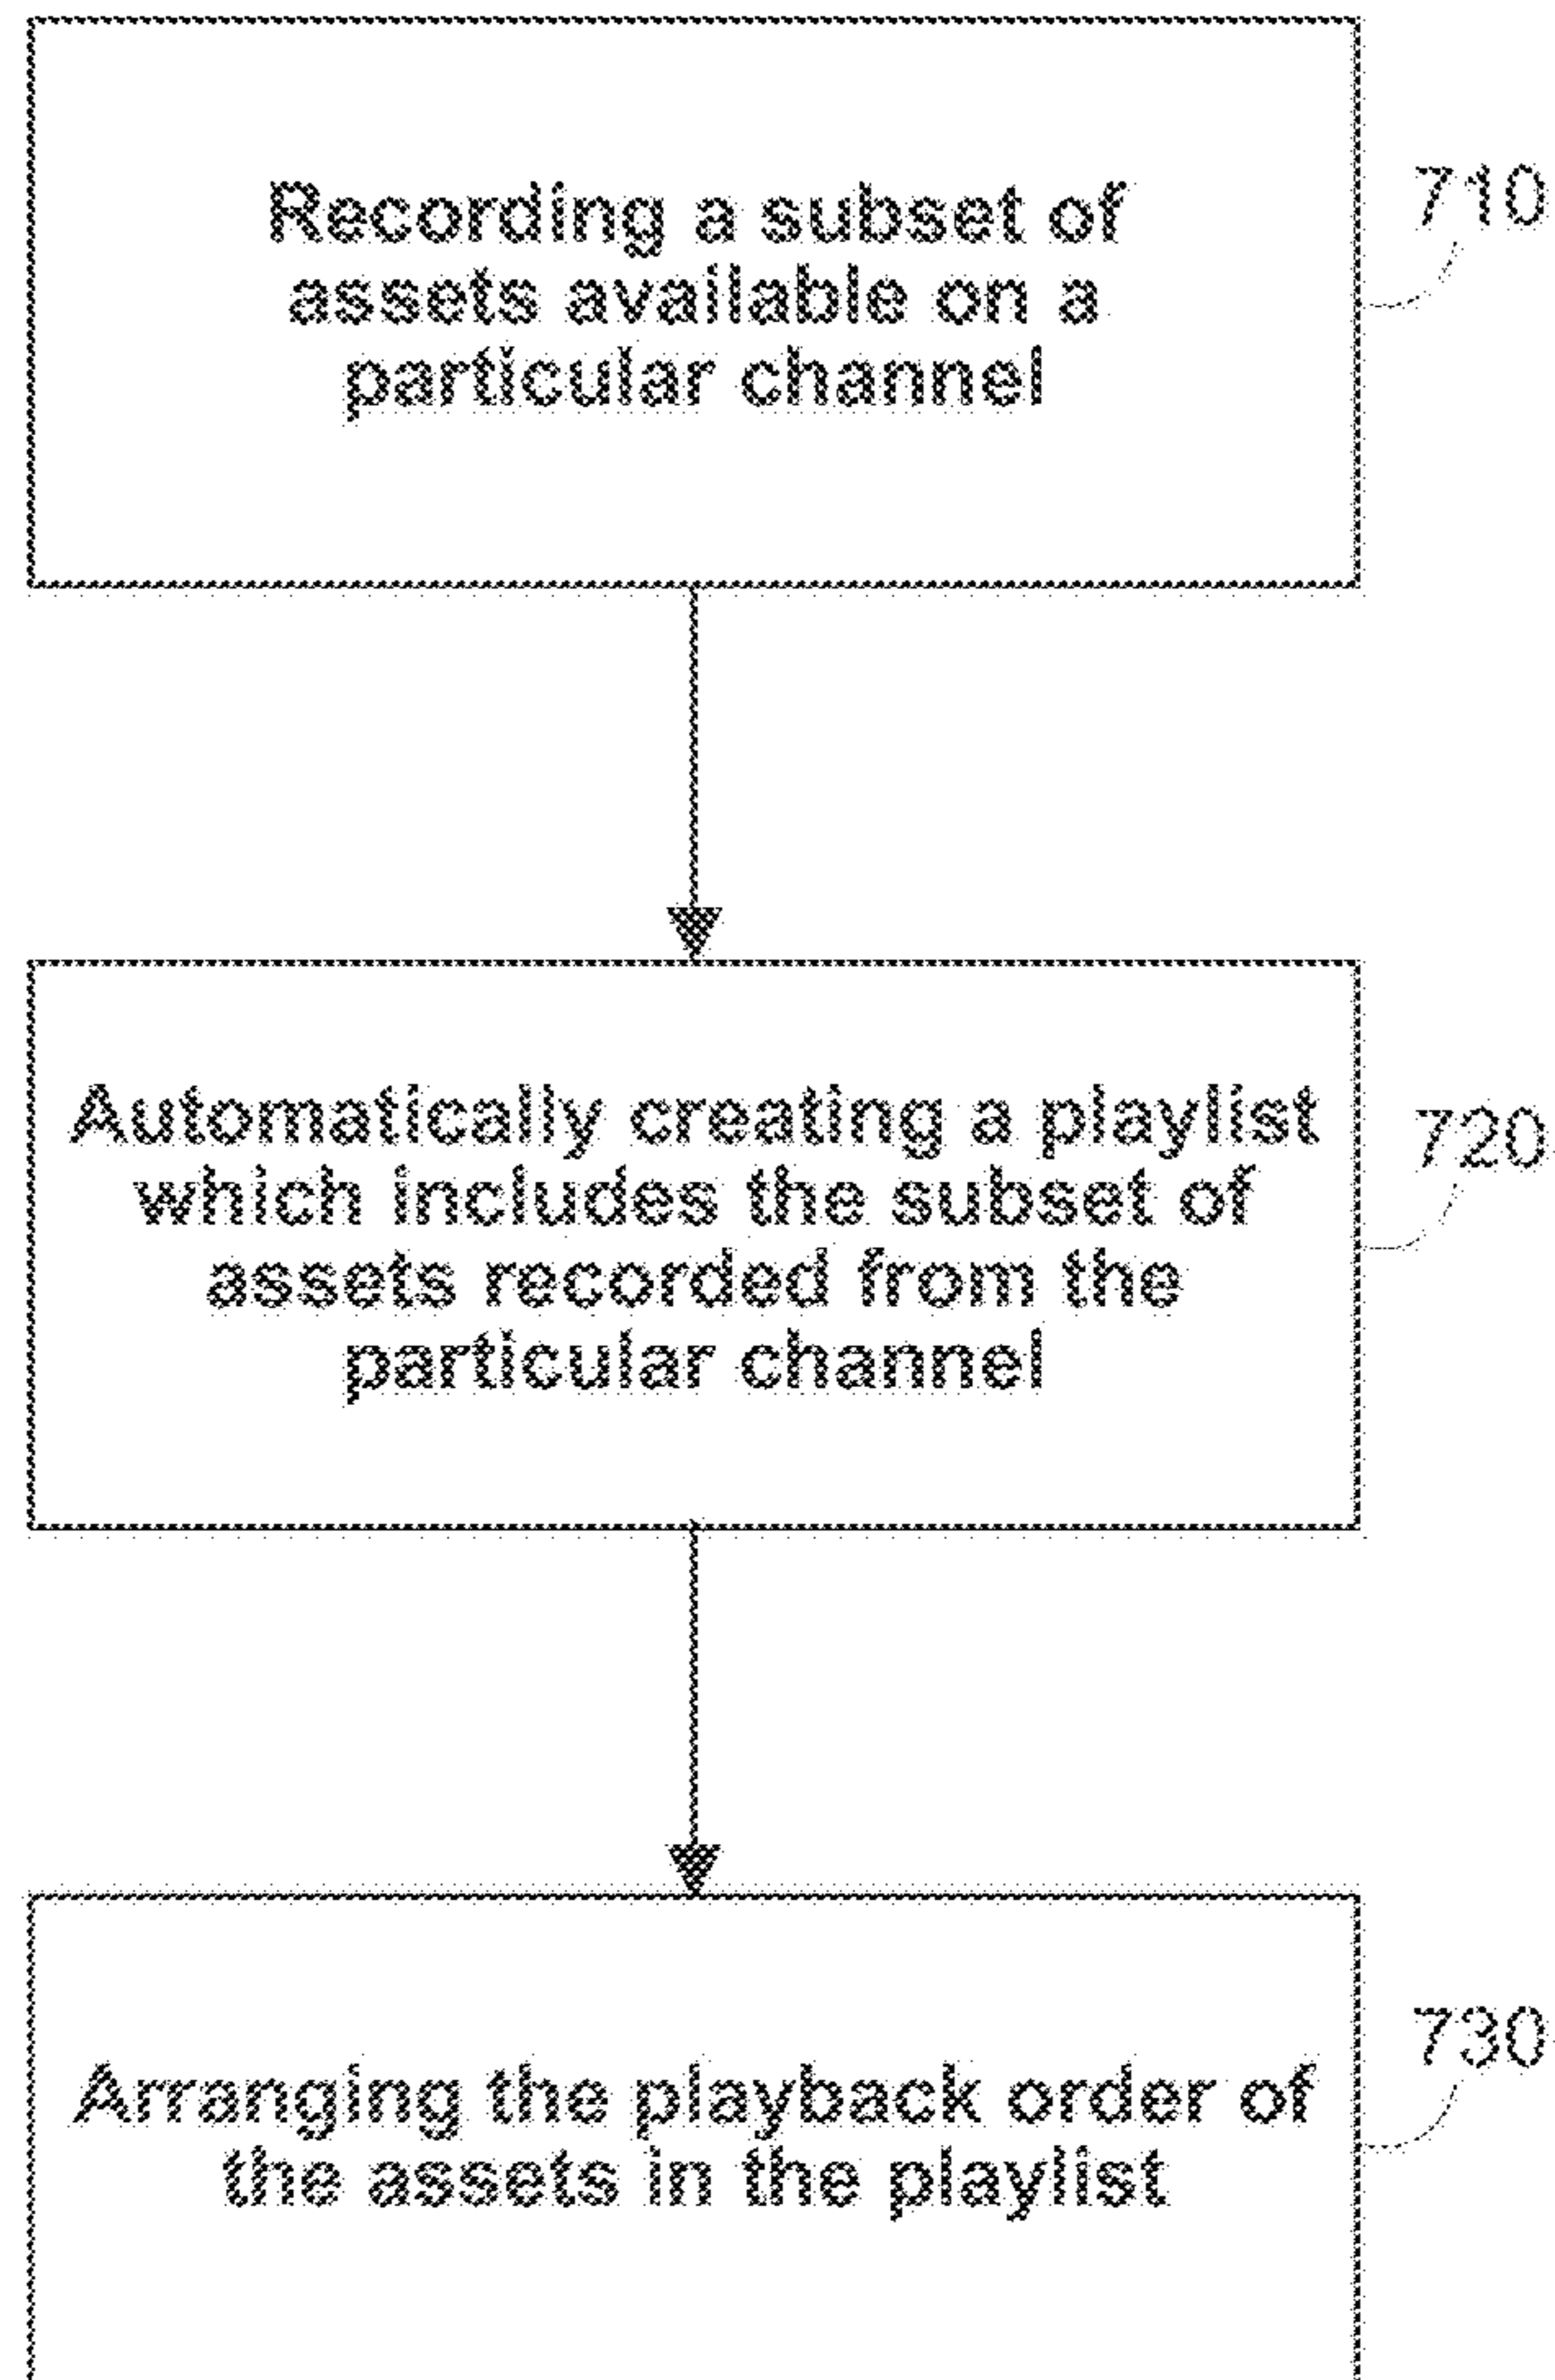 Recording a subset of
assets available on a
particular channel
710
Automatically creating a playlist
which includes the subset of
assets recorded from the
particular channel
720
Arranging the playback order of
the assets in the playlist
730